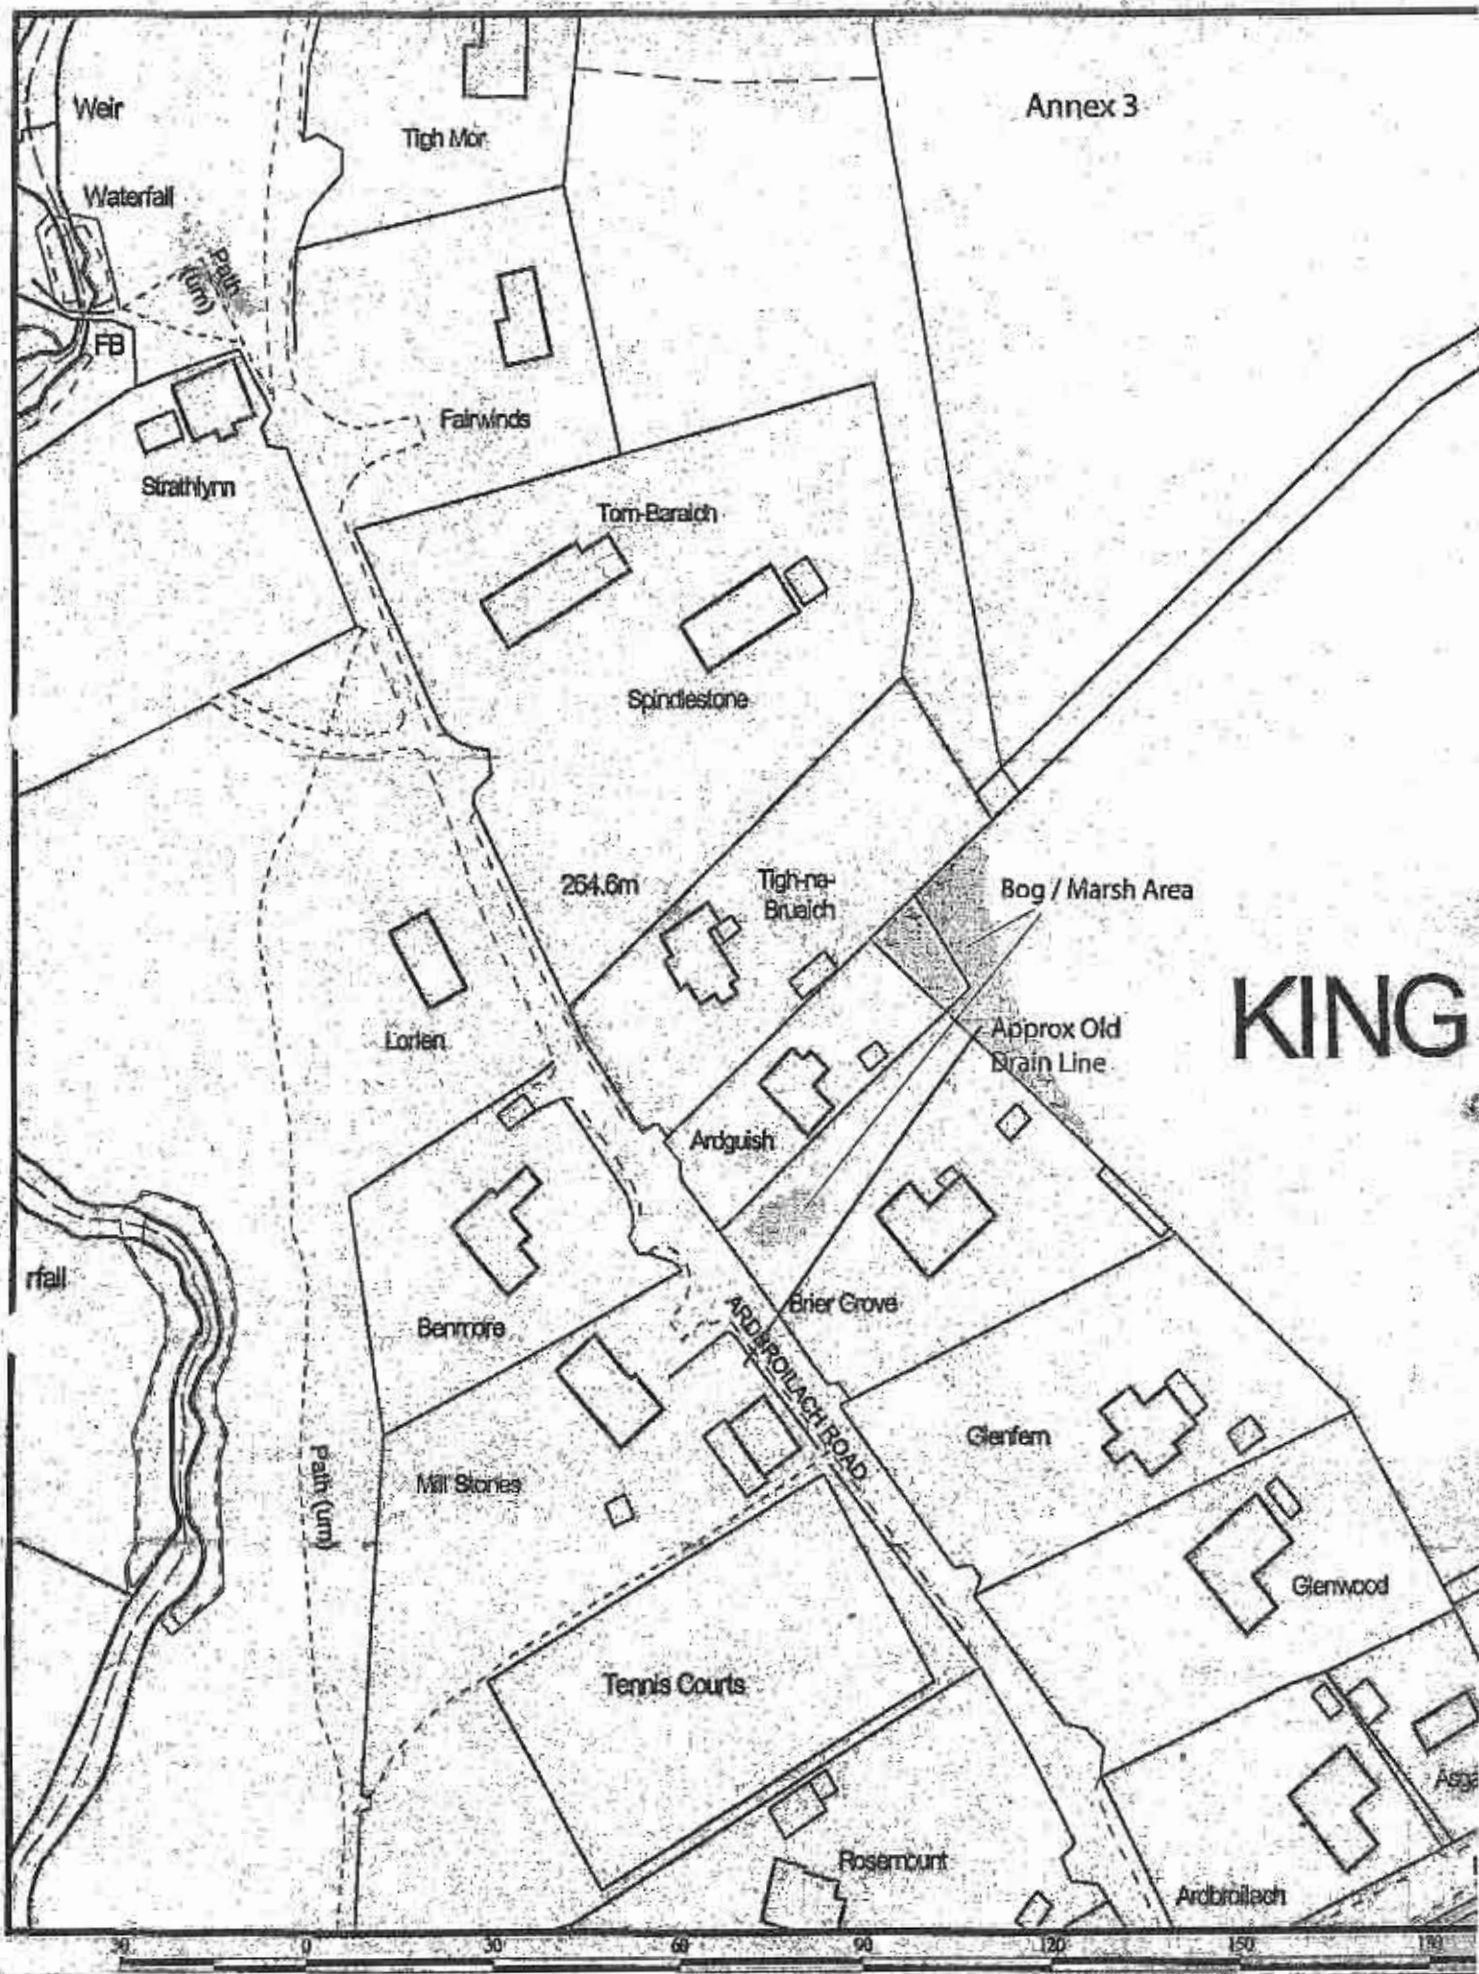 Annex 3
Weir
Tigh Mor
Waterfall
Path
(um)
FB
Fairwinds
Strathlynn
Tom-Baraich
Spindlestone
264.6m
Tigh-na-
Bruaich
Bog / Marsh Area
KING
Lorien
Approx Old
Drain Line
Ardguish
rfall
Benmore
Brier Grove
ARDBROILACH ROAD
Glenfern
Mill Stones
Path (um)
Glenwood
Tennis Courts
Rosemount
Ardbroilach
30 0 30 60 90 120 150 180